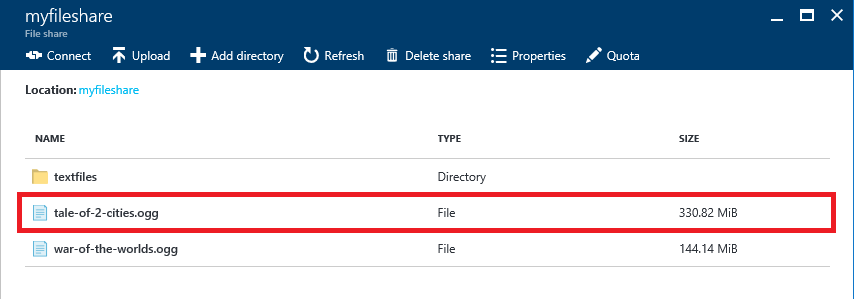 myfileshare
File share
Connect Upload Add directory Refresh Delete share Properties Quota
Location: myfileshare
NAME TYPE SIZE
textfiles Directory
tale-of-2-cities.ogg File 330.82 MiB
war-of-the-worlds.ogg File 144.14 MiB